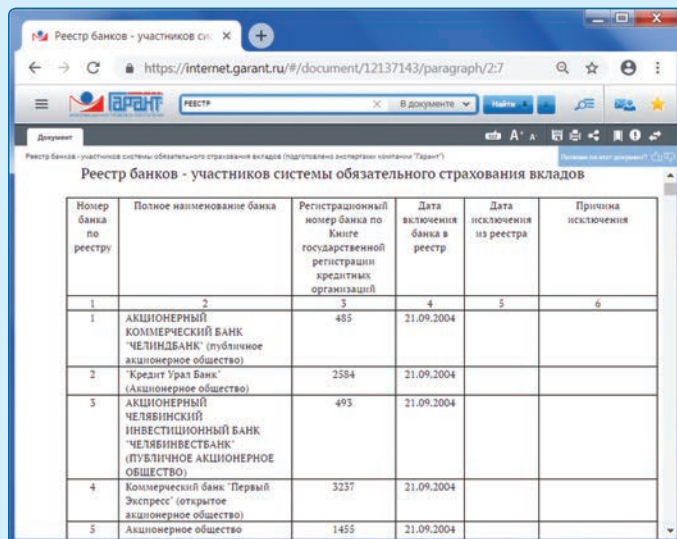 Реестр банков - участников сис
https://internet.garant.ru/#/document/12137143/paragraph/2:7
ГАРАНТ
РЕЕСТР
В документе
Найти
Документ
Реестр банков - участников системы обязательного страхования вкладов (подготовлено экспертами компании "Гарант")
Реестр банков - участников системы обязательного страхования вкладов
Номер банка по реестру
Полное наименование банка
Регистрационный номер банка по Книге государственной регистрации кредитных организаций
Дата включения банка в реестр
Дата исключения из реестра
Причина исключения
1 2 3 4 5 6
1 АКЦИОНЕРНЫЙ 485 21.09.2004
КОММЕРЧЕСКИЙ БАНК
"ЧЕЛИНДБАНК" (публичное
акционерное общество)
2 "Кредит Урал Банк" 2584 21.09.2004
(Акционерное общество)
3 АКЦИОНЕРНЫЙ 493 21.09.2004
ЧЕЛЯБИНСКИЙ
ИНВЕСТИЦИОННЫЙ БАНК
"ЧЕЛЯБИНВЕСТБАНК"
(ПУБЛИЧНОЕ АКЦИОНЕРНОЕ
ОБЩЕСТВО)
4 Коммерческий банк "Первый 3237 21.09.2004
Экспресс" (открытое
акционерное общество)
5 Акционерное общество 1455 21.09.2004